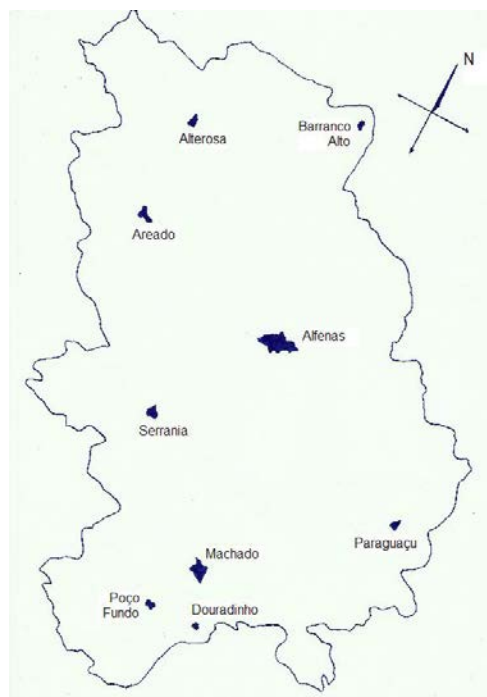 N
Alterosa
Barranco
Alto
Areado
Alfenas
Serrania
Paraguaçu
Machado
Poço
Fundo
Douradinho